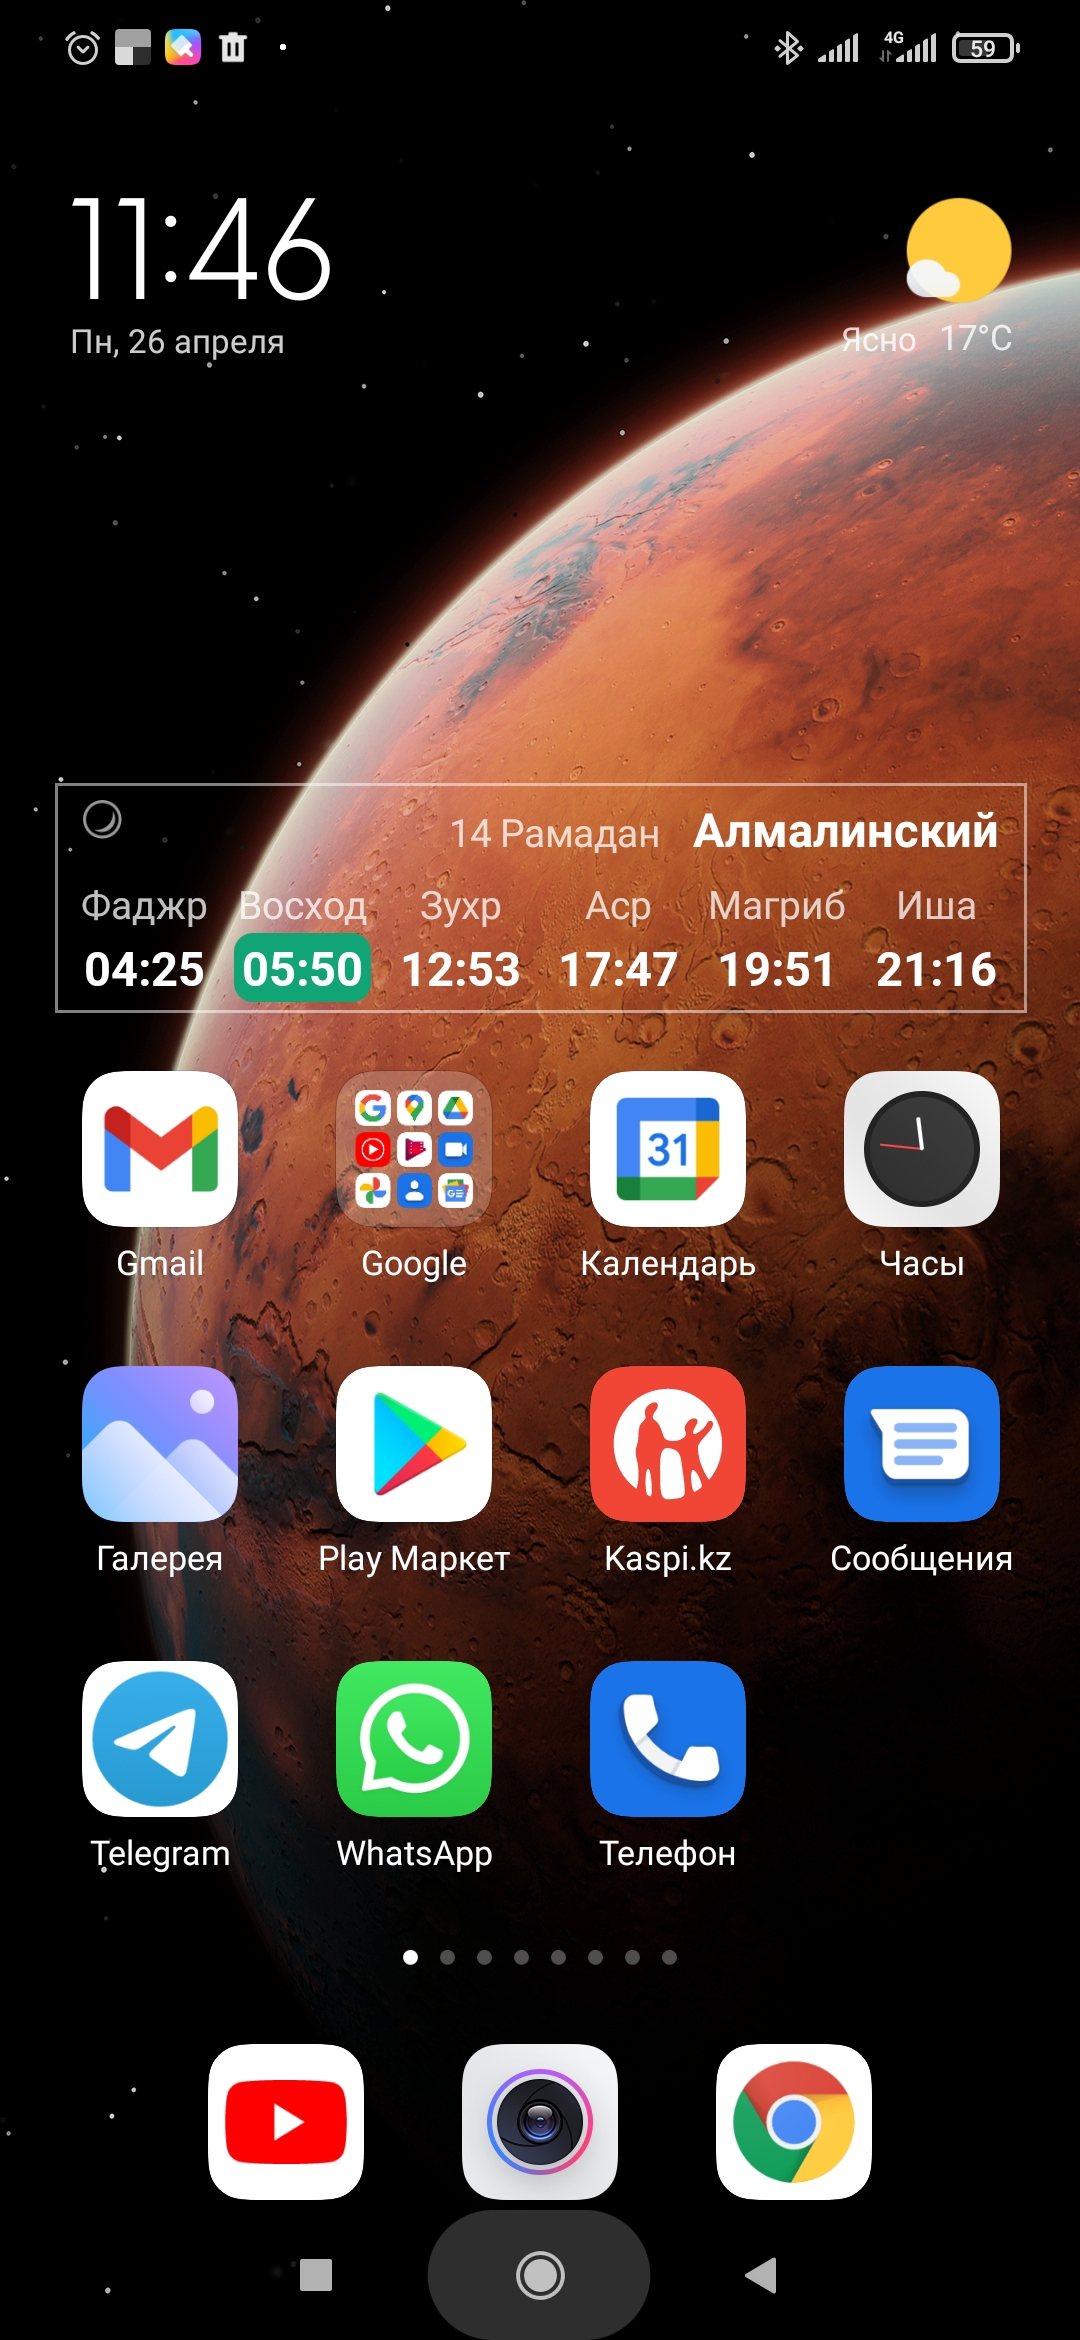 4G 59
11:46
Пн, 26 апреля
Ясно 17°C
14 Рамадан Алмалинский
Фаджр Восход Зухр Аср Магриб Иша
04:25 05:50 12:53 17:47 19:51 21:16
31
Gmail Google Календарь Часы
Галерея Play Маркет Kaspi.kz Сообщения
Telegram WhatsApp Телефон